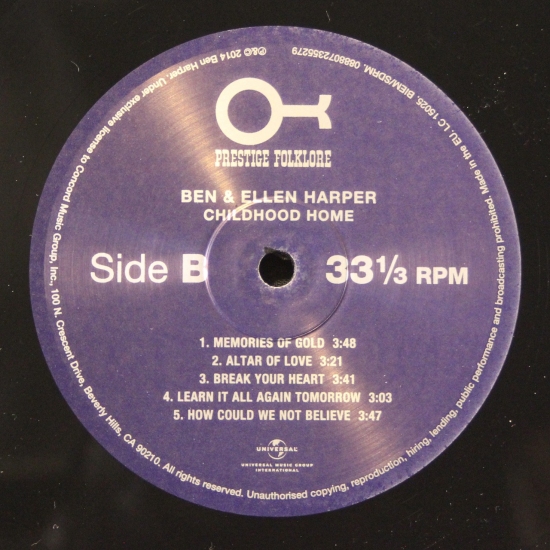 PRESTIGE FOLKLORE
BEN & ELLEN HARPER
CHILDHOOD HOME
Side B
33 1/3 RPM
1. MEMORIES OF GOLD 3:48
2. ALTAR OF LOVE 3:21
3. BREAK YOUR HEART 3:41
4. LEARN IT ALL AGAIN TOMORROW 3:03
5. HOW COULD WE NOT BELIEVE 3:47
UNIVERSAL
UNIVERSAL MUSIC GROUP
INTERNATIONAL
℗&© 2014 Ben Harper. Under exclusive license to Concord Music Group, Inc., 100 N. Crescent Drive, Beverly Hills, CA 90210. All rights reserved. Unauthorised copying, reproduction, hiring, lending, public performance and broadcasting prohibited. Made in the EU. LC 15025. BIEM/SDRM. 0888072355279